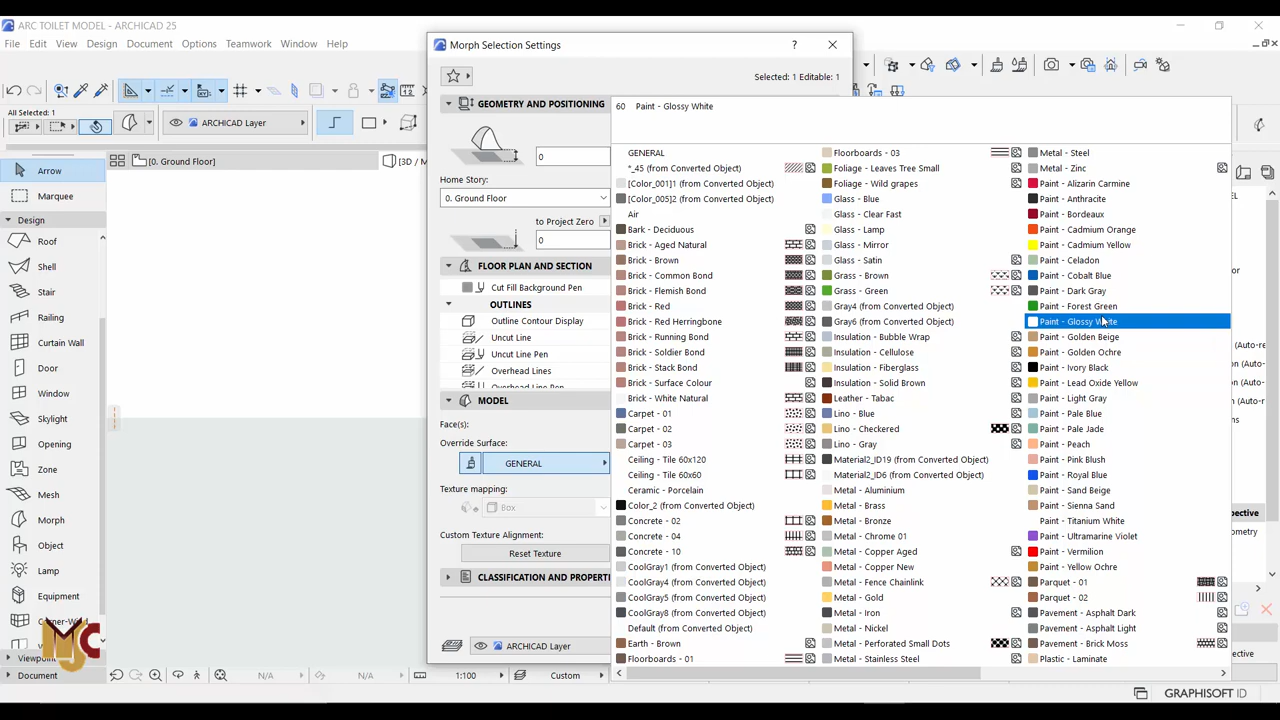 ARC TOILET MODEL - ARCHICAD 25
File Edit View Design Document Options Teamwork Window Help
All Selected: 1
ARCHICAD Layer
[0. Ground Floor]
[3D / M
Arrow
Marquee
Design
Roof
Shell
Stair
Railing
Curtain Wall
Door
Window
Skylight
Opening
Zone
Mesh
Morph
Object
Lamp
Equipment
Corner-Win
Viewpoint
Document
MJC
Morph Selection Settings
?
Selected: 1 Editable: 1
GEOMETRY AND POSITIONING
0
Home Story:
0. Ground Floor
to Project Zero
0
FLOOR PLAN AND SECTION
Cut Fill Background Pen
OUTLINES
Outline Contour Display
Uncut Line
Uncut Line Pen
Overhead Lines
Overhead Line Pen
MODEL
Face(s):
Override Surface:
GENERAL
Texture mapping:
Box
Custom Texture Alignment:
Reset Texture
CLASSIFICATION AND PROPERTI
ARCHICAD Layer
60 Paint - Glossy White
GENERAL
*_45 (from Converted Object)
[Color_001]1 (from Converted Object)
[Color_005]2 (from Converted Object)
Air
Bark - Deciduous
Brick - Aged Natural
Brick - Brown
Brick - Common Bond
Brick - Flemish Bond
Brick - Red
Brick - Red Herringbone
Brick - Running Bond
Brick - Soldier Bond
Brick - Stack Bond
Brick - Surface Colour
Brick - White Natural
Carpet - 01
Carpet - 02
Carpet - 03
Ceiling - Tile 60x120
Ceiling - Tile 60x60
Ceramic - Porcelain
Color_2 (from Converted Object)
Concrete - 02
Concrete - 04
Concrete - 10
CoolGray1 (from Converted Object)
CoolGray4 (from Converted Object)
CoolGray5 (from Converted Object)
CoolGray8 (from Converted Object)
Default (from Converted Object)
Earth - Brown
Floorboards - 01
Floorboards - 03
Foliage - Leaves Tree Small
Foliage - Wild grapes
Glass - Blue
Glass - Clear Fast
Glass - Lamp
Glass - Mirror
Glass - Satin
Grass - Brown
Grass - Green
Gray4 (from Converted Object)
Gray6 (from Converted Object)
Insulation - Bubble Wrap
Insulation - Cellulose
Insulation - Fiberglass
Insulation - Solid Brown
Leather - Tabac
Lino - Blue
Lino - Checkered
Lino - Gray
Material2_ID19 (from Converted Object)
Material2_ID6 (from Converted Object)
Metal - Aluminium
Metal - Brass
Metal - Bronze
Metal - Chrome 01
Metal - Copper Aged
Metal - Copper New
Metal - Fence Chainlink
Metal - Gold
Metal - Iron
Metal - Nickel
Metal - Perforated Small Dots
Metal - Stainless Steel
Metal - Steel
Metal - Zinc
Paint - Alizarin Carmine
Paint - Anthracite
Paint - Bordeaux
Paint - Cadmium Orange
Paint - Cadmium Yellow
Paint - Celadon
Paint - Cobalt Blue
Paint - Dark Gray
Paint - Forest Green
Paint - Glossy White
Paint - Golden Beige
Paint - Golden Ochre
Paint - Ivory Black
Paint - Lead Oxide Yellow
Paint - Light Gray
Paint - Pale Blue
Paint - Pale Jade
Paint - Peach
Paint - Pink Blush
Paint - Royal Blue
Paint - Sand Beige
Paint - Sienna Sand
Paint - Titanium White
Paint - Ultramarine Violet
Paint - Vermilion
Paint - Yellow Ochre
Parquet - 01
Parquet - 02
Pavement - Asphalt Dark
Pavement - Asphalt Light
Pavement - Brick Moss
Plastic - Laminate
EL
or
(Auto-re
on (Auto-
on (Auto-
nts
spective
ometry
ective
N/A
N/A
1:100
Custom
GRAPHISOFT ID